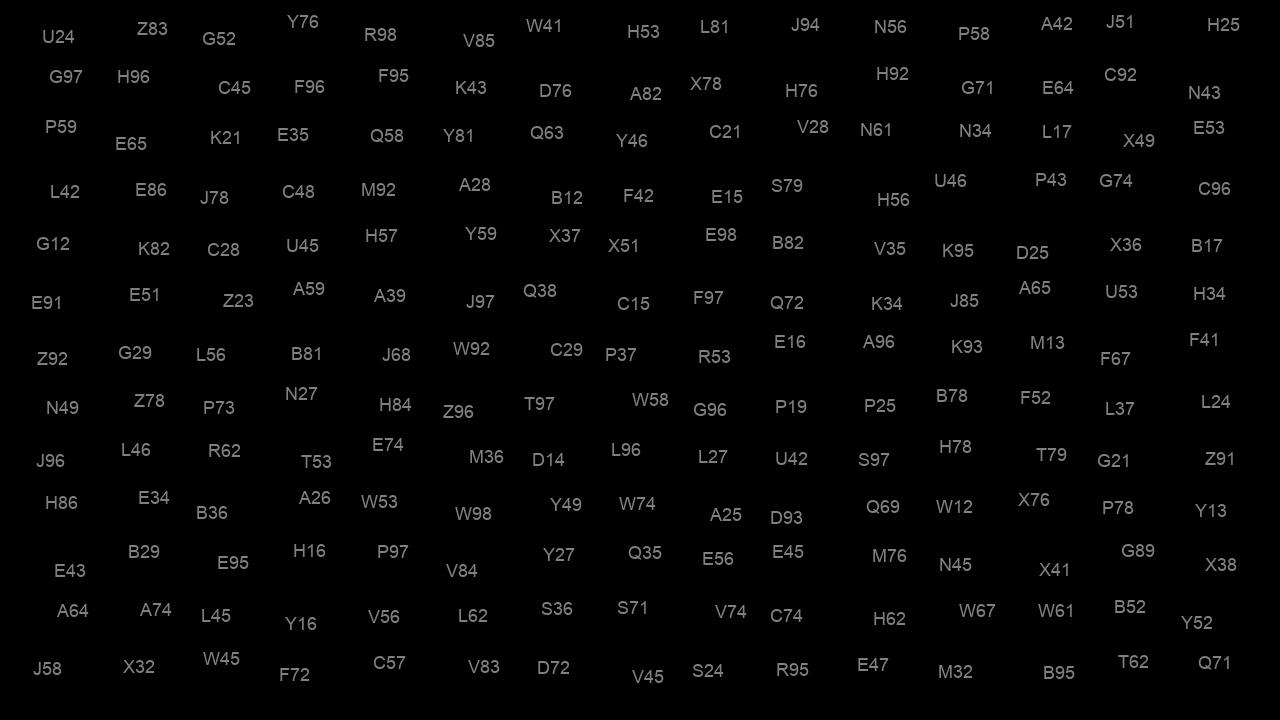 U24 Z83 G52 Y76 R98 V85 W41 H53 L81 J94 N56 P58 A42 J51 H25
G97 H96 C45 F96 F95 K43 D76 A82 X78 H76 H92 G71 E64 C92 N43
P59 E65 K21 E35 Q58 Y81 Q63 Y46 C21 V28 N61 N34 L17 X49 E53
L42 E86 J78 C48 M92 A28 B12 F42 E15 S79 H56 U46 P43 G74 C96
G12 K82 C28 U45 H57 Y59 X37 X51 E98 B82 V35 K95 D25 X36 B17
E91 E51 Z23 A59 A39 J97 Q38 C15 F97 Q72 K34 J85 A65 U53 H34
Z92 G29 L56 B81 J68 W92 C29 P37 R53 E16 A96 K93 M13 F67 F41
N49 Z78 P73 N27 H84 Z96 T97 W58 G96 P19 P25 B78 F52 L37 L24
J96 L46 R62 T53 E74 M36 D14 L96 L27 U42 S97 H78 T79 G21 Z91
H86 E34 B36 A26 W53 W98 Y49 W74 A25 D93 Q69 W12 X76 P78 Y13
E43 B29 E95 H16 P97 V84 Y27 Q35 E56 E45 M76 N45 X41 G89 X38
A64 A74 L45 Y16 V56 L62 S36 S71 V74 C74 H62 W67 W61 B52 Y52
J58 X32 W45 F72 C57 V83 D72 V45 S24 R95 E47 M32 B95 T62 Q71